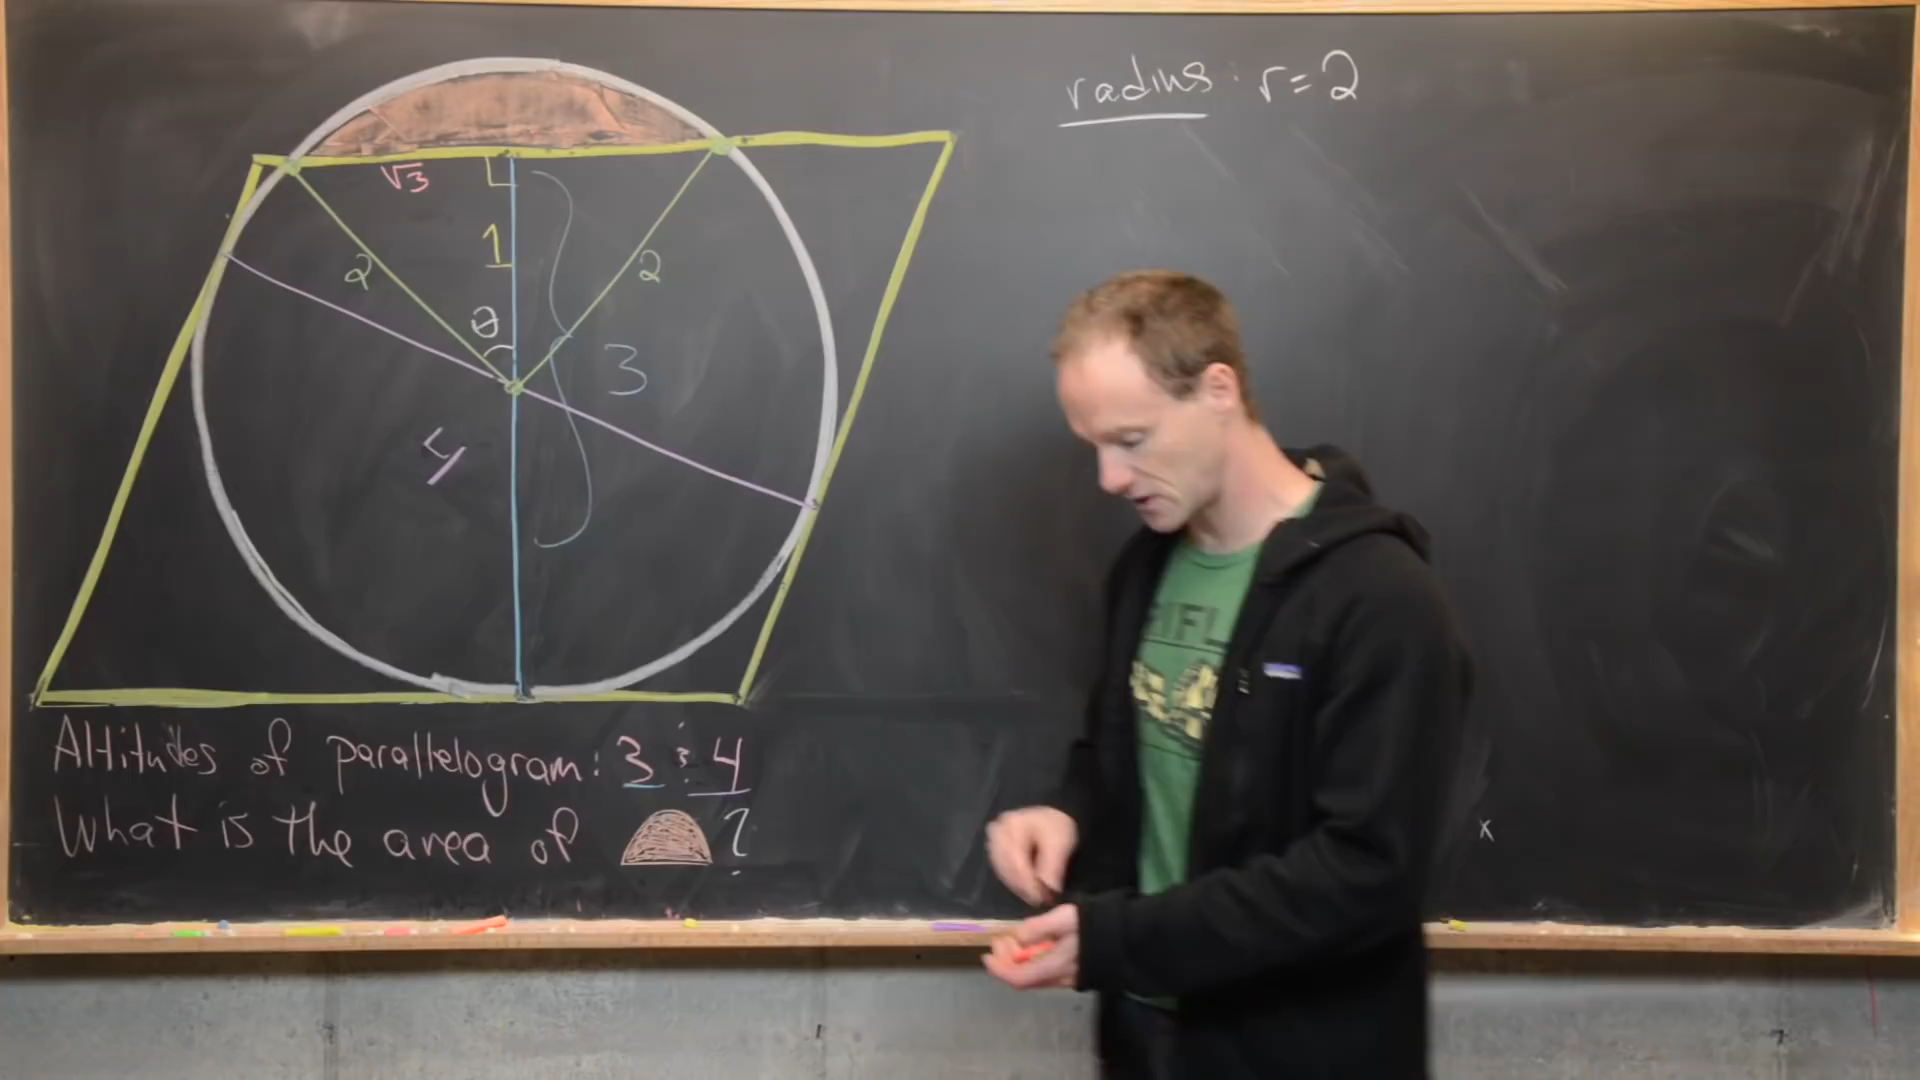 radius: r=2
√3
1
2
2
θ
3
4
Altitudes of parallelogram: 3 & 4
What is the area of ?
x